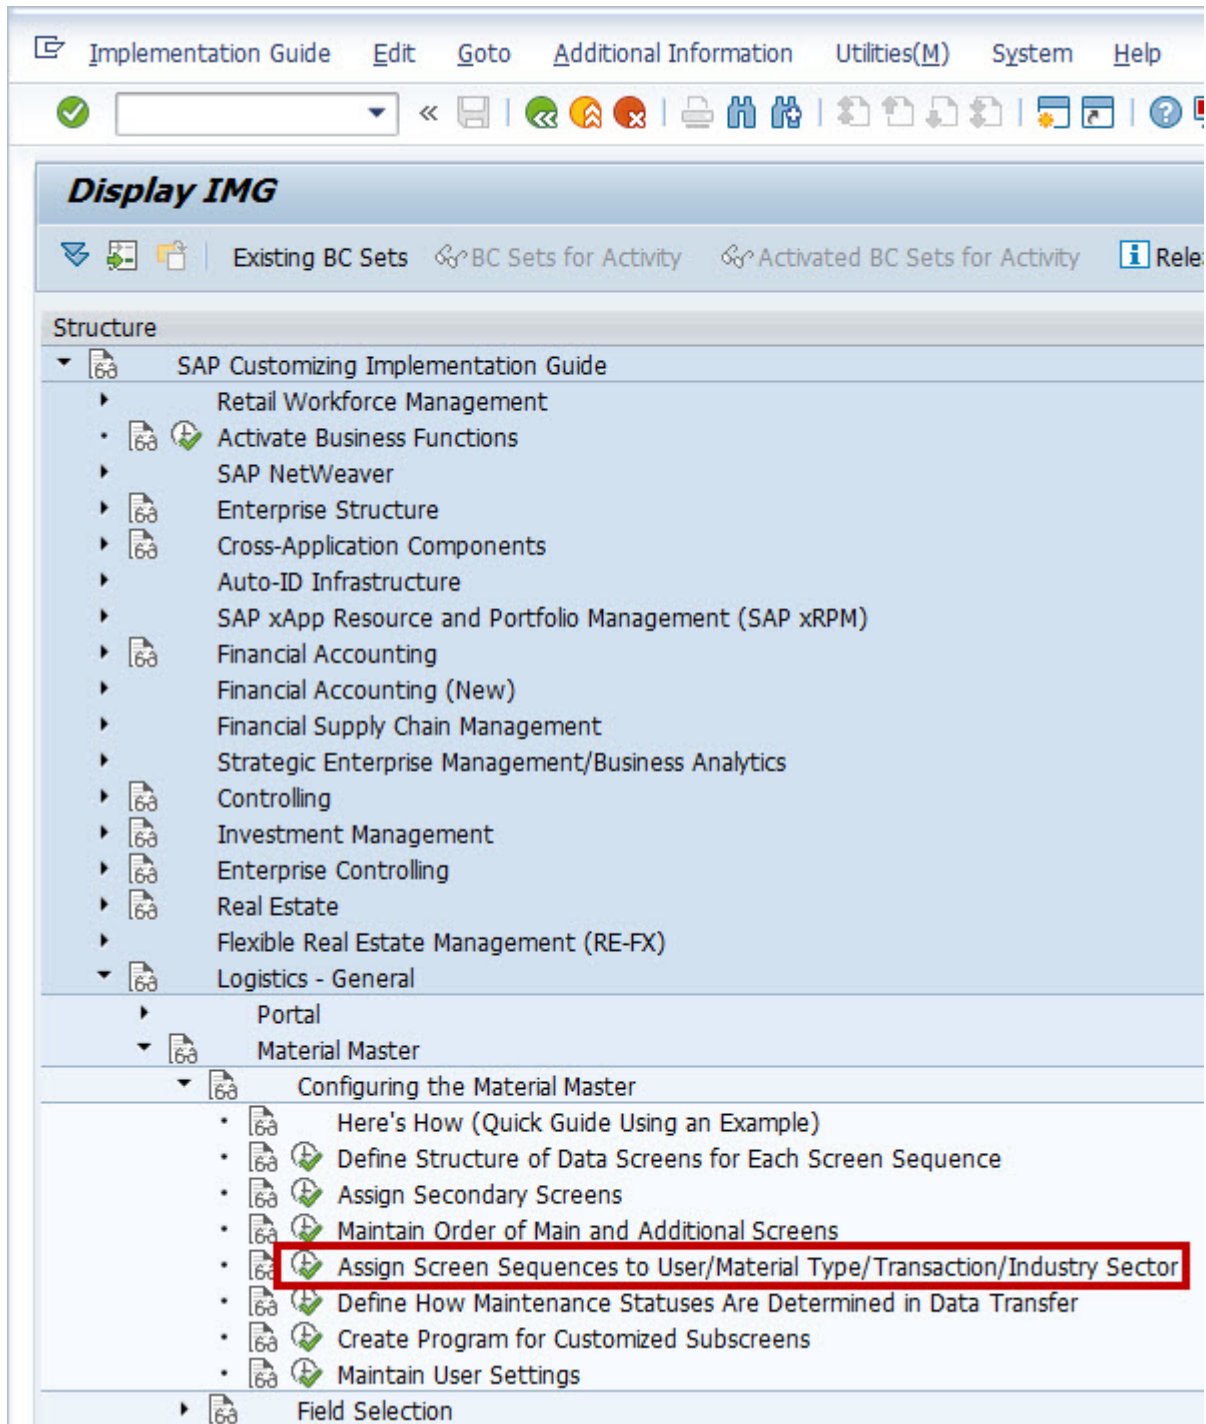 Implementation Guide Edit Goto Additional Information Utilities(M) System Help
Display IMG
Existing BC Sets BC Sets for Activity Activated BC Sets for Activity Rele
Structure
SAP Customizing Implementation Guide
Retail Workforce Management
Activate Business Functions
SAP NetWeaver
Enterprise Structure
Cross-Application Components
Auto-ID Infrastructure
SAP xApp Resource and Portfolio Management (SAP xRPM)
Financial Accounting
Financial Accounting (New)
Financial Supply Chain Management
Strategic Enterprise Management/Business Analytics
Controlling
Investment Management
Enterprise Controlling
Real Estate
Flexible Real Estate Management (RE-FX)
Logistics - General
Portal
Material Master
Configuring the Material Master
Here's How (Quick Guide Using an Example)
Define Structure of Data Screens for Each Screen Sequence
Assign Secondary Screens
Maintain Order of Main and Additional Screens
Assign Screen Sequences to User/Material Type/Transaction/Industry Sector
Define How Maintenance Statuses Are Determined in Data Transfer
Create Program for Customized Subscreens
Maintain User Settings
Field Selection